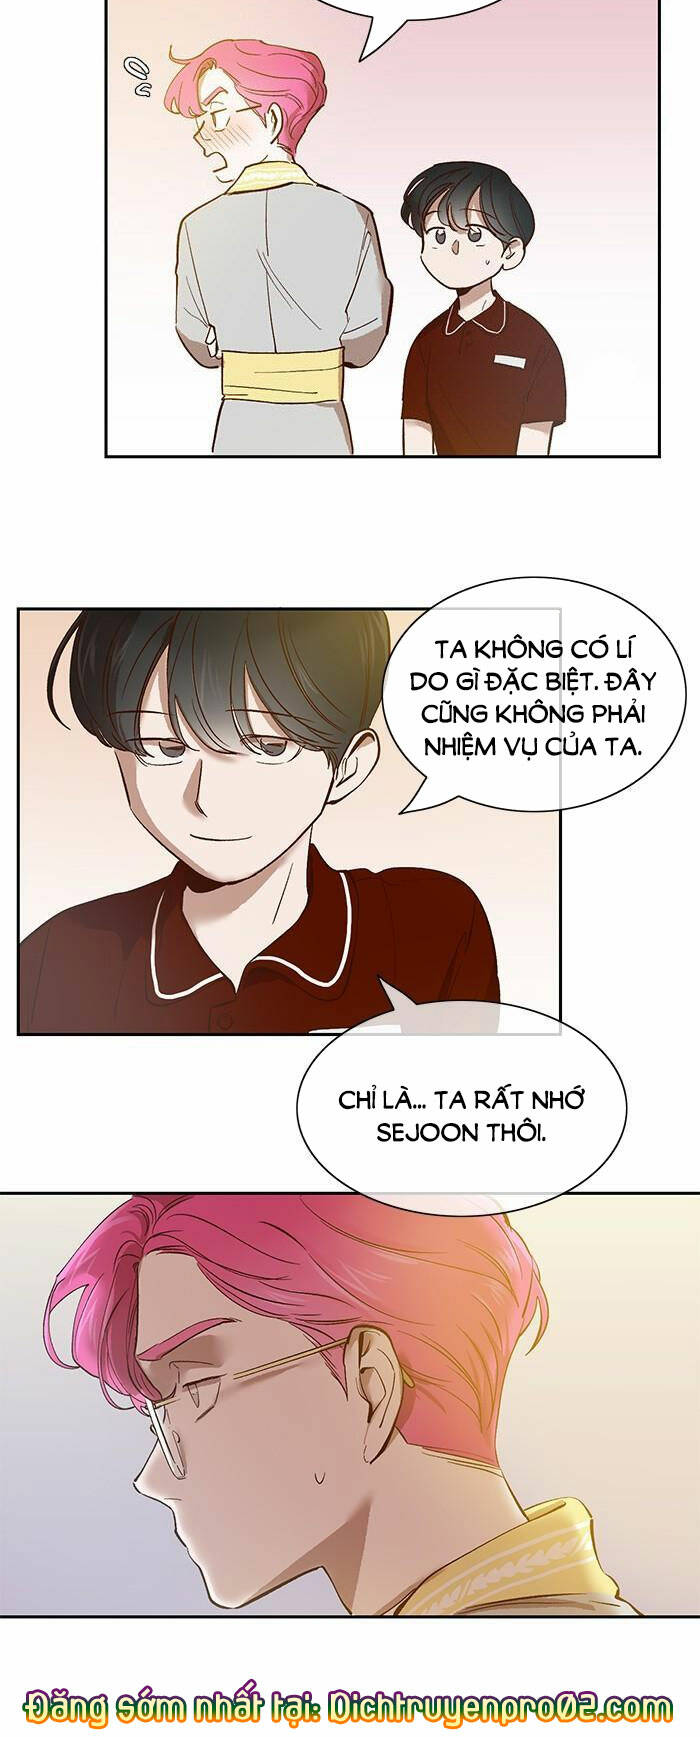 TA KHÔNG CÓ LÍ
DO GÌ ĐẶC BIỆT. ĐÂY
CŨNG KHÔNG PHẢI
NHIỆM VỤ CỦA TA.
CHỈ LÀ... TA RẤT NHỚ
SEJOON THÔI.
Đăng sớm nhất tại: Dichtruyenpro02.com